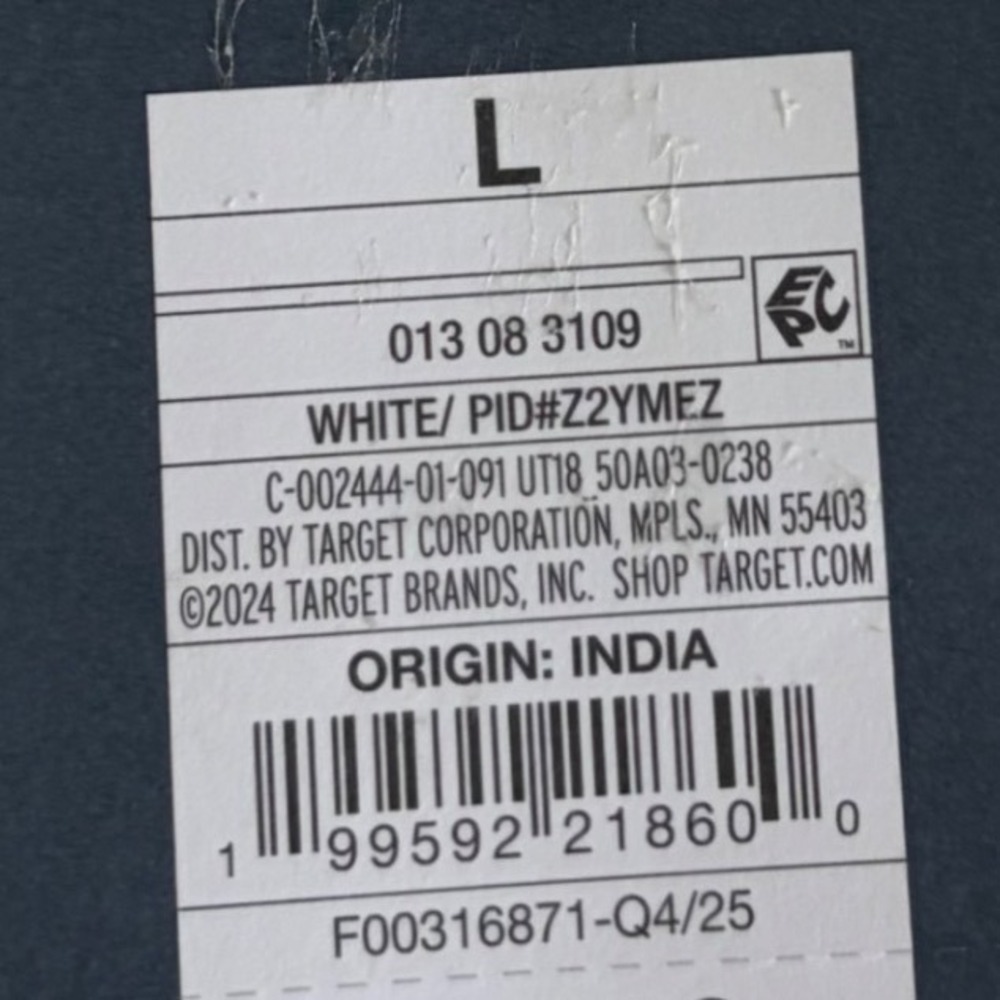 L
EPC™
013 08 3109
WHITE/ PID#Z2YMEZ
C-002444-01-091 UT18 50A03-0238
DIST. BY TARGET CORPORATION, MPLS., MN 55403
©2024 TARGET BRANDS, INC. SHOP TARGET.COM
ORIGIN: INDIA
1 99592 21860 0
F00316871-Q4/25